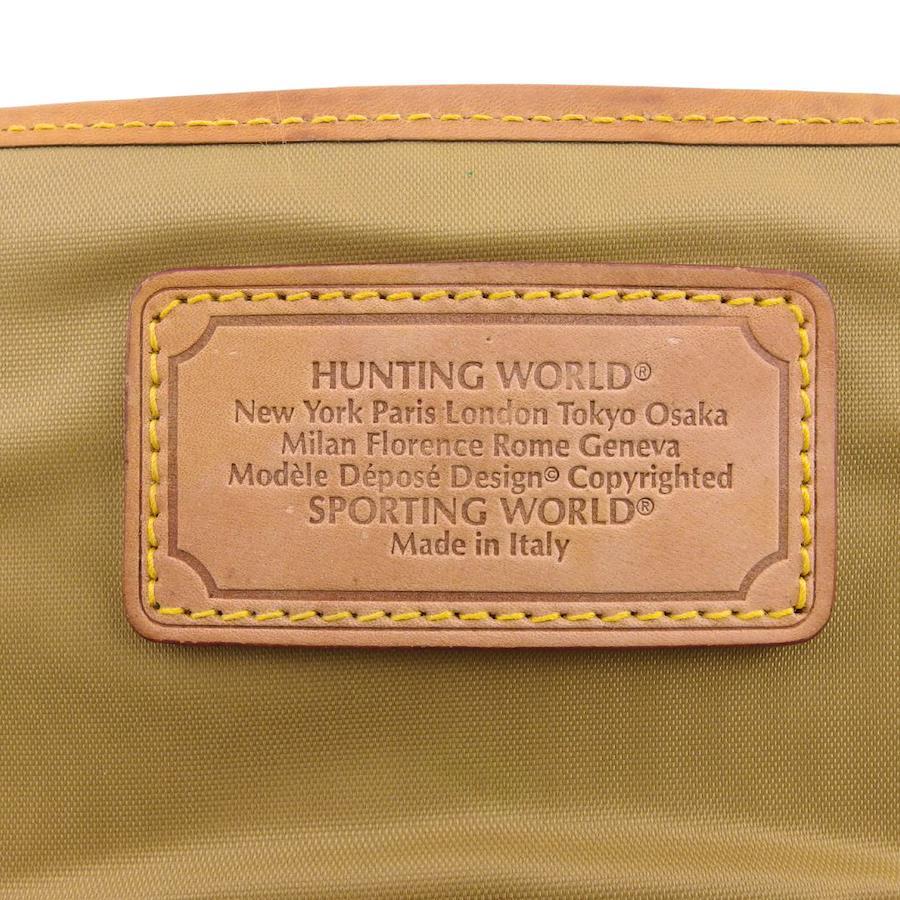 HUNTING WORLD®
New York Paris London Tokyo Osaka
Milan Florence Rome Geneva
Modèle Déposé Design© Copyrighted
SPORTING WORLD®
Made in Italy